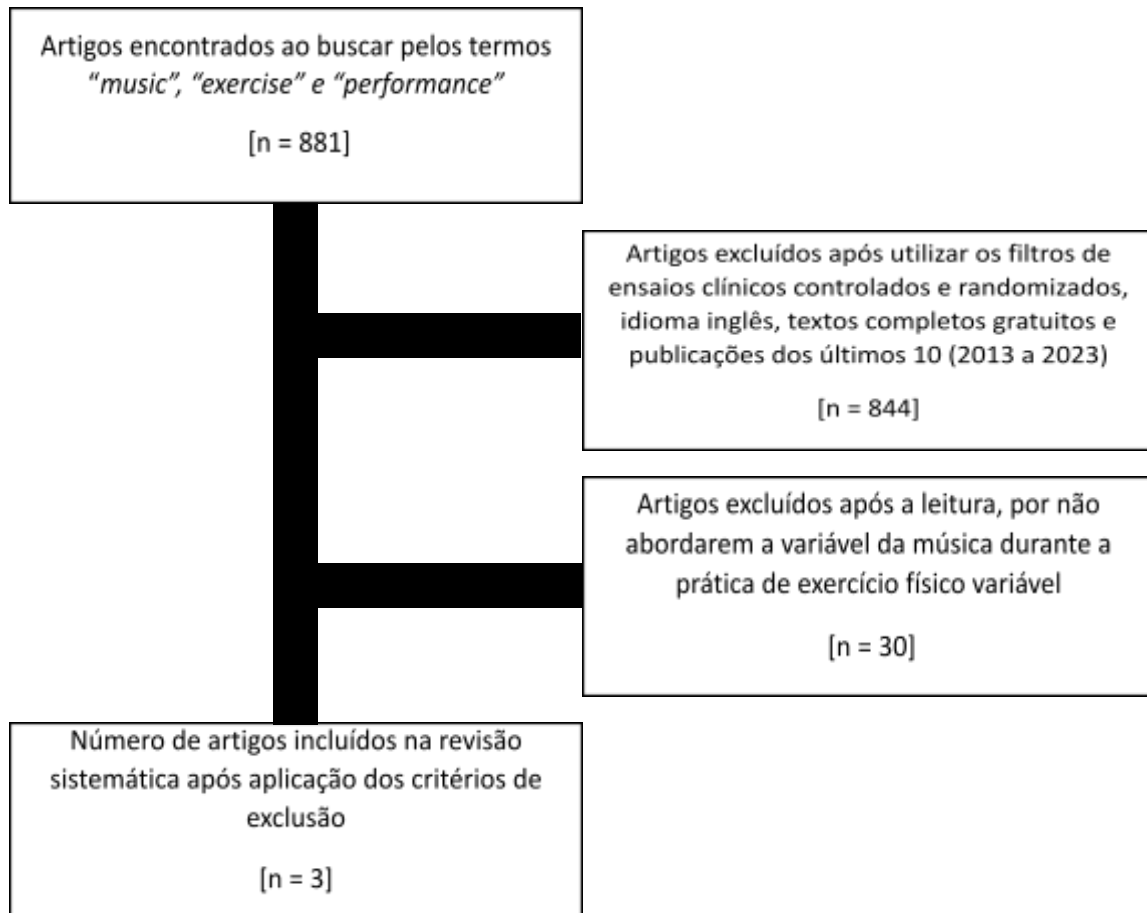 Artigos encontrados ao buscar pelos termos
“music”, “exercise” e “performance”
[n = 881]
Artigos excluídos após utilizar os filtros de
ensaios clínicos controlados e randomizados,
idioma inglês, textos completos gratuitos e
publicações dos últimos 10 (2013 a 2023)
[n = 844]
Artigos excluídos após a leitura, por não
abordarem a variável da música durante a
prática de exercício físico variável
[n = 30]
Número de artigos incluídos na revisão
sistemática após aplicação dos critérios de
exclusão
[n = 3]